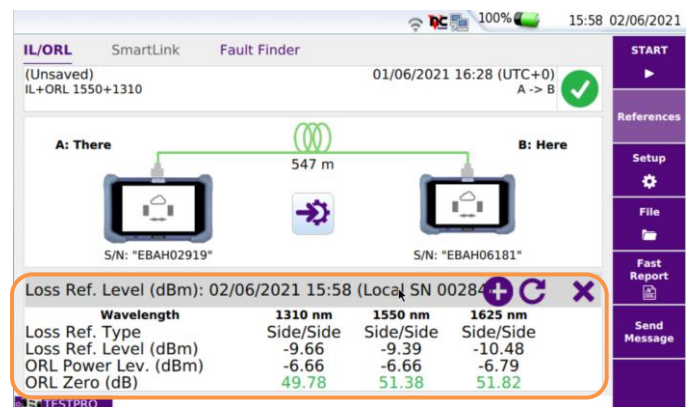 100% 15:58 02/06/2021
IL/ORL SmartLink Fault Finder
START
(Unsaved) 01/06/2021 16:28 (UTC+0)
IL+ORL 1550+1310 A -> B
References
A: There B: Here
547 m
Setup
File
S/N: "EBAH02919" S/N: "EBAH06181"
Fast
Report
Loss Ref. Level (dBm): 02/06/2021 15:58 (Local SN 00284
Wavelength 1310 nm 1550 nm 1625 nm
Loss Ref. Type Side/Side Side/Side Side/Side
Send
Message
Loss Ref. Level (dBm) -9.66 -9.39 -10.48
ORL Power Lev. (dBm) -6.66 -6.66 -6.79
ORL Zero (dB) 49.78 51.38 51.82
TESTPRO